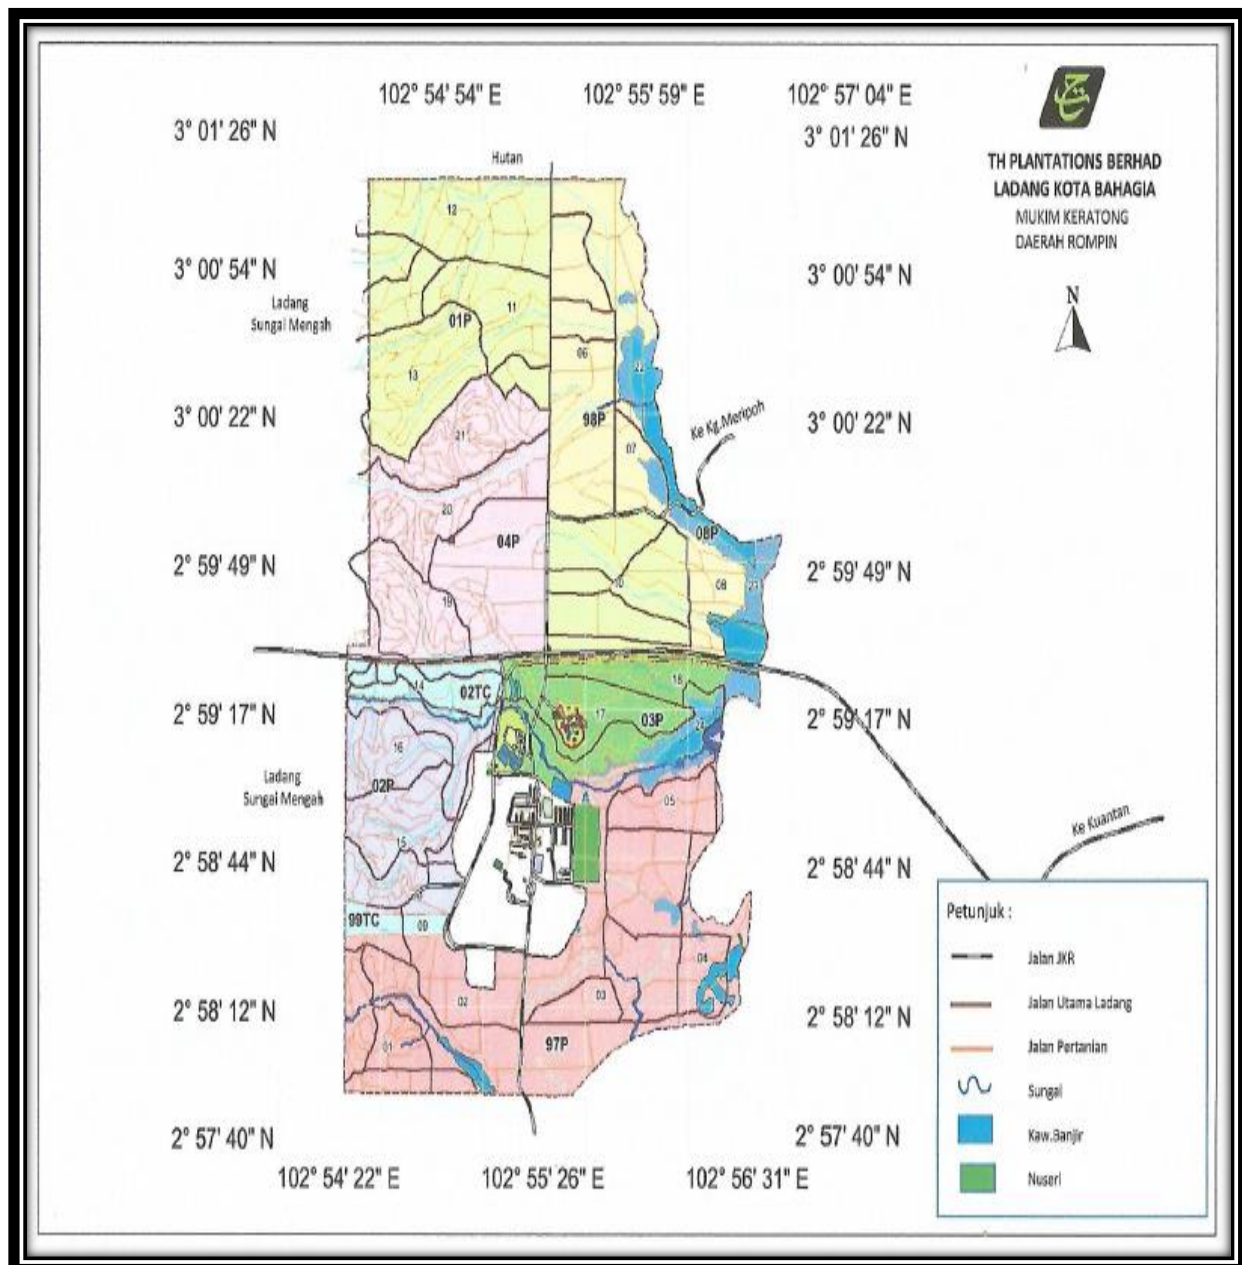 102° 54' 54" E
102° 55' 59" E
102° 57' 04" E
3° 01' 26" N
3° 01' 26" N
TH PLANTATIONS BERHAD
LADANG KOTA BAHAGIA
MUKIM KERATONG
DAERAH ROMPIN
N
Hutan
12
3° 00' 54" N
3° 00' 54" N
Ladang
Sungai Mengah
11
01P
06
22
13
3° 00' 22" N
3° 00' 22" N
98P
Ke Kg.Meripoh
21
07
20
04P
08P
2° 59' 49" N
2° 59' 49" N
10
08
23
19
14
02TC
18
2° 59' 17" N
2° 59' 17" N
17
03P
16
Ladang
Sungai Mengah
02P
05
Ke Kuantan
15
2° 58' 44" N
2° 58' 44" N
99TC
09
04
02
03
2° 58' 12" N
2° 58' 12" N
01
97P
2° 57' 40" N
2° 57' 40" N
102° 54' 22" E
102° 55' 26" E
102° 56' 31" E
Petunjuk :
Jalan JKR
Jalan Utama Ladang
Jalan Pertanian
Sungai
Kaw.Banjir
Nuseri